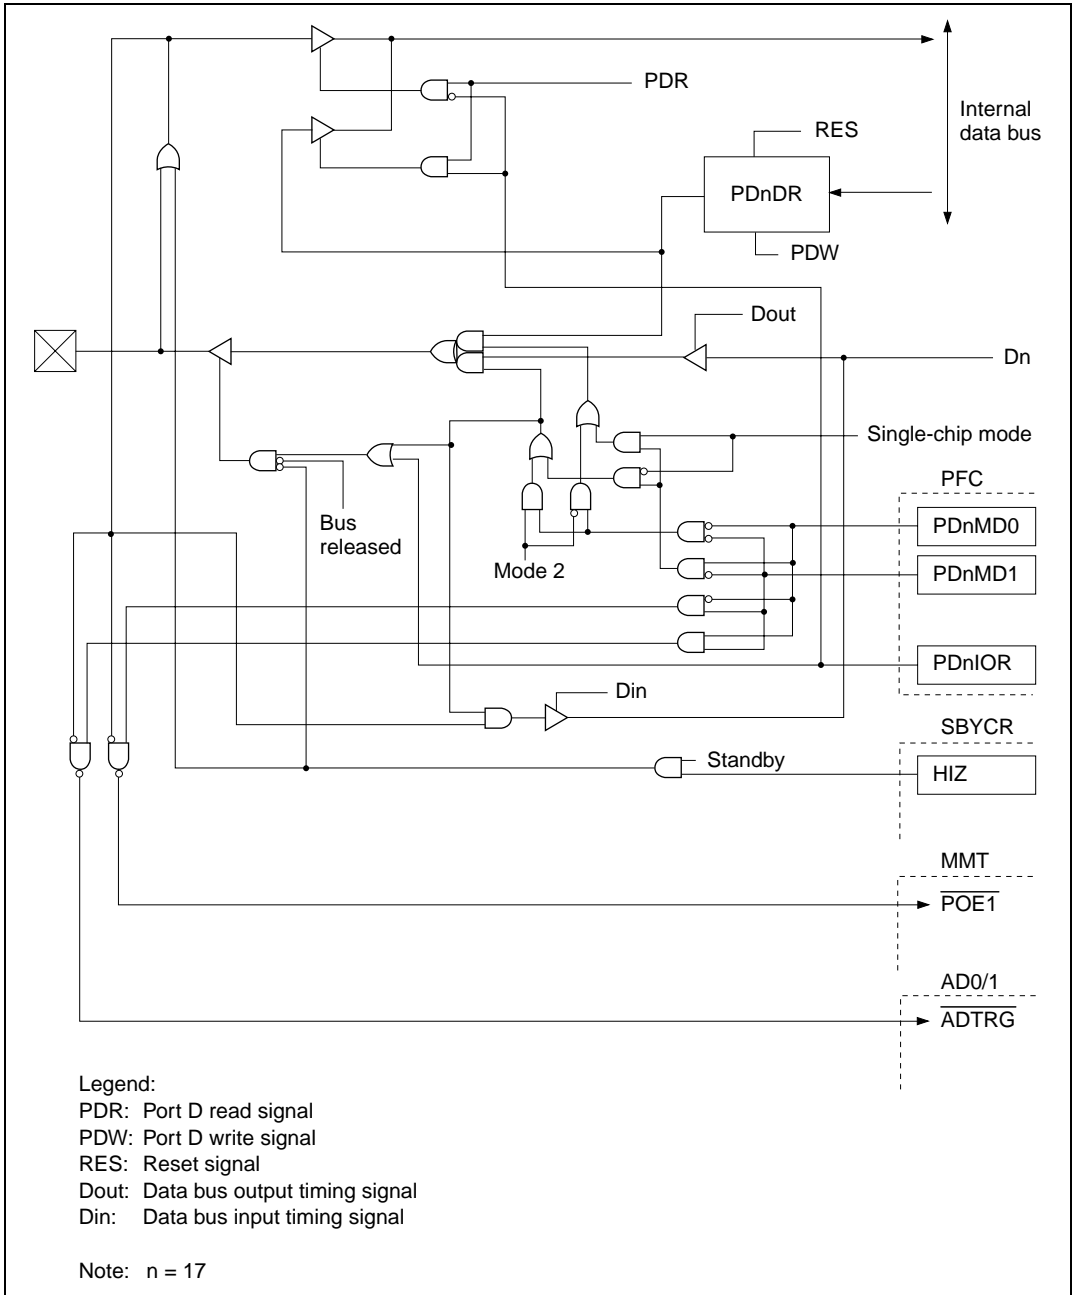 PDR
Internal
data bus
RES
PDnDR
PDW
Dout
Dn
Single-chip mode
PFC
PDnMD0
Bus
released
Mode 2
PDnMD1
PDnIOR
Din
SBYCR
Standby
HIZ
MMT
POE1
AD0/1
ADTRG
Legend:
PDR: Port D read signal
PDW: Port D write signal
RES: Reset signal
Dout: Data bus output timing signal
Din: Data bus input timing signal
Note: n = 17